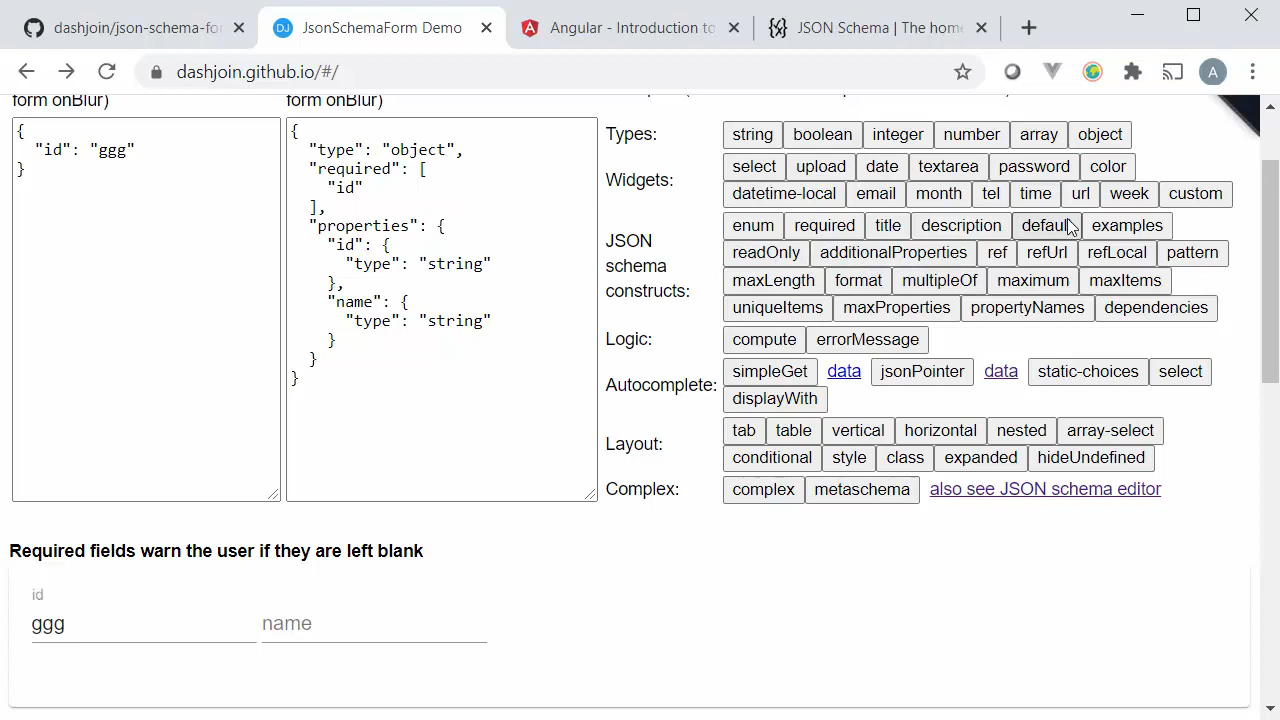 dashjoin/json-schema-for
JsonSchemaForm Demo
Angular - Introduction to
JSON Schema | The home
dashjoin.github.io/#/
A
form onBlur)
form onBlur)
{
"id": "ggg"
}
{
"type": "object",
"required": [
"id"
],
"properties": {
"id": {
"type": "string"
},
"name": {
"type": "string"
}
}
}
Types: string boolean integer number array object
Widgets: select upload date textarea password color
datetime-local email month tel time url week custom
JSON schema constructs: enum required title description default examples
readOnly additionalProperties ref refUrl refLocal pattern
maxLength format multipleOf maximum maxItems
uniqueItems maxProperties propertyNames dependencies
Logic: compute errorMessage
Autocomplete: simpleGet data jsonPointer data static-choices select
displayWith
Layout: tab table vertical horizontal nested array-select
conditional style class expanded hideUndefined
Complex: complex metaschema also see JSON schema editor
Required fields warn the user if they are left blank
id
ggg name